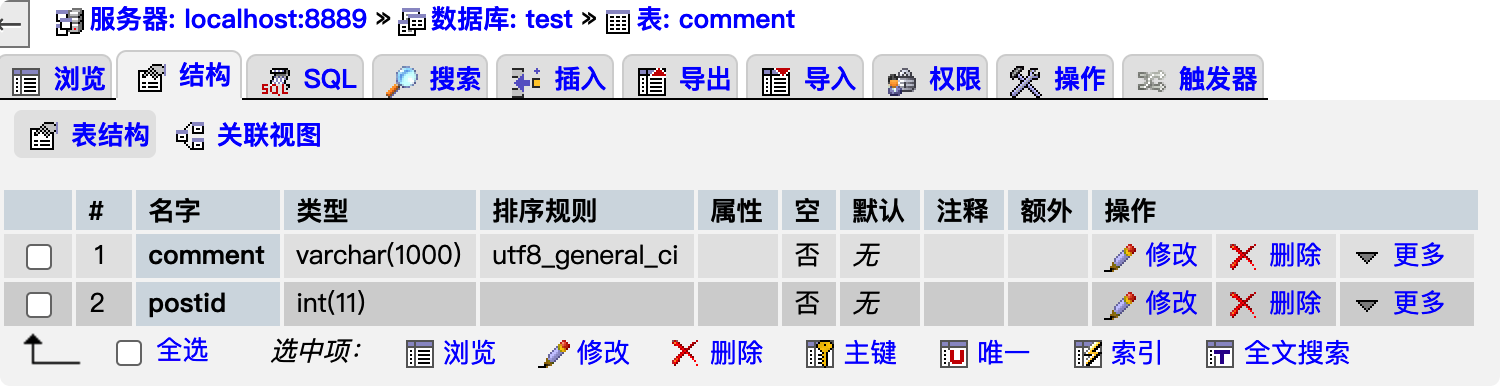 服务器: localhost:8889 » 数据库: test » 表: comment
浏览 结构 SQL 搜索 插入 导出 导入 权限 操作 触发器
表结构 关联视图
# 名字 类型 排序规则 属性 空 默认 注释 额外 操作
1 comment varchar(1000) utf8_general_ci 否 无 修改 删除 更多
2 postid int(11) 否 无 修改 删除 更多
全选 选中项: 浏览 修改 删除 主键 唯一 索引 全文搜索